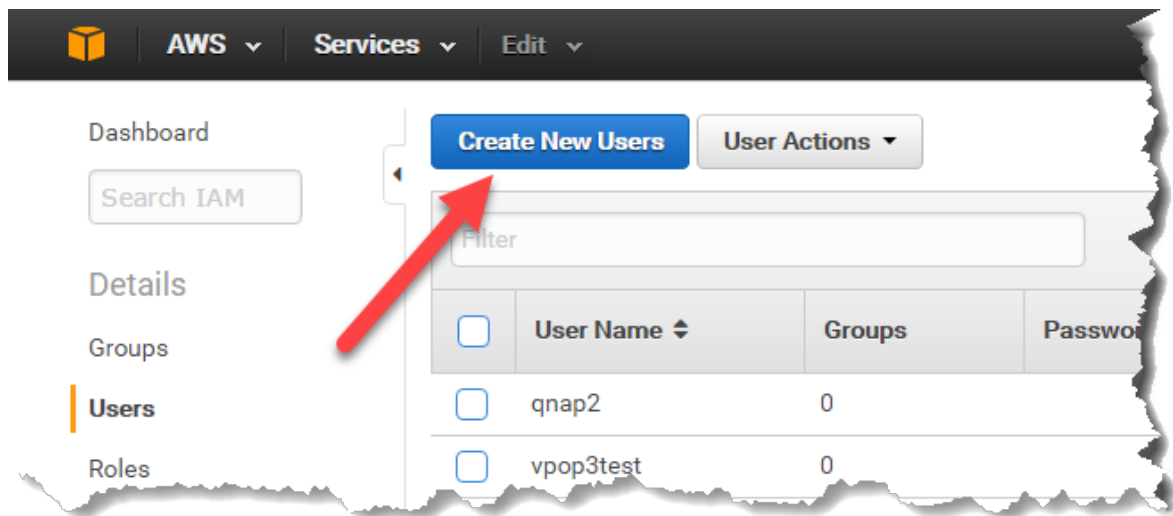 AWS Services Edit
Dashboard
Create New Users User Actions
Search IAM
Filter
Details
User Name Groups
Groups
qnap2 0
Users
vpop3test 0
Roles